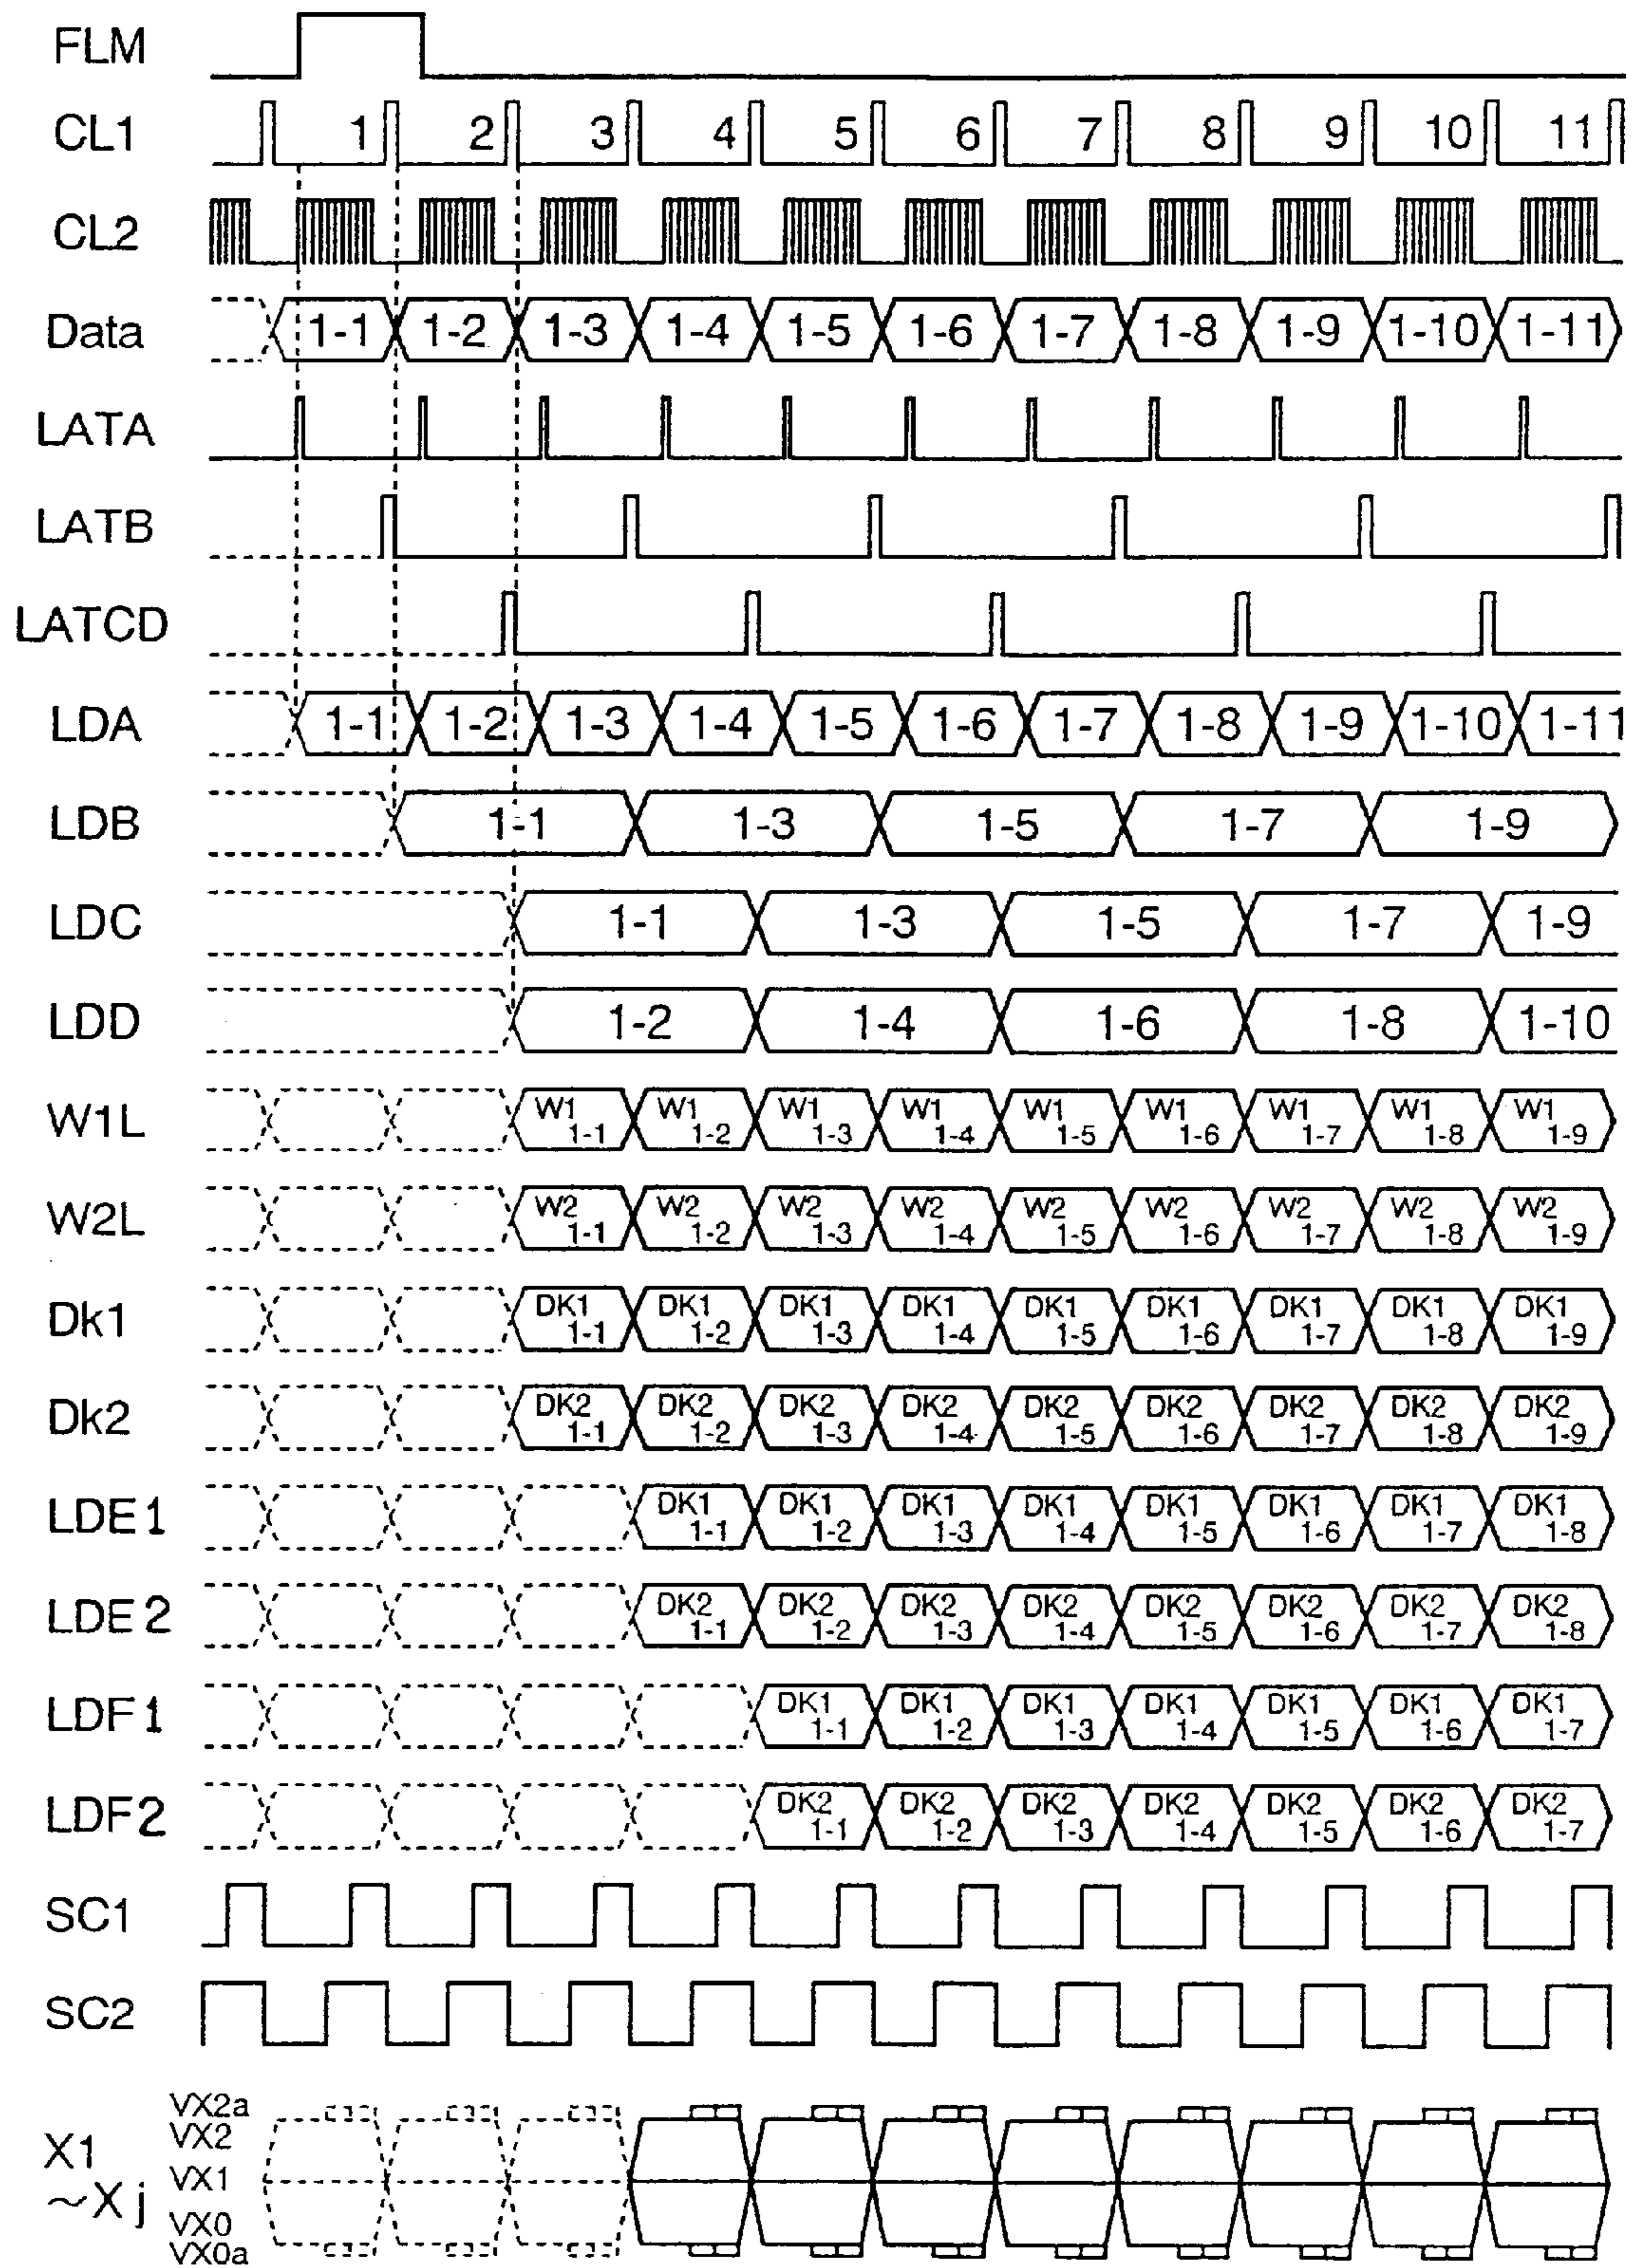 FLM
CL1 1 2 3 4 5 6 7 8 9 10 11
CL2
Data 1-1 1-2 1-3 1-4 1-5 1-6 1-7 1-8 1-9 1-10 1-11
LATA
LATB
LATCD
LDA 1-1 1-2 1-3 1-4 1-5 1-6 1-7 1-8 1-9 1-10 1-11
LDB 1-1 1-3 1-5 1-7 1-9
LDC 1-1 1-3 1-5 1-7 1-9
LDD 1-2 1-4 1-6 1-8 1-10
W1L W1 W1 W1 W1 W1 W1 W1 W1 W1
1-1 1-2 1-3 1-4 1-5 1-6 1-7 1-8 1-9
W2L W2 W2 W2 W2 W2 W2 W2 W2 W2
1-1 1-2 1-3 1-4 1-5 1-6 1-7 1-8 1-9
Dk1 DK1 DK1 DK1 DK1 DK1 DK1 DK1 DK1 DK1
1-1 1-2 1-3 1-4 1-5 1-6 1-7 1-8 1-9
Dk2 DK2 DK2 DK2 DK2 DK2 DK2 DK2 DK2 DK2
1-1 1-2 1-3 1-4 1-5 1-6 1-7 1-8 1-9
LDE1 DK1 DK1 DK1 DK1 DK1 DK1 DK1 DK1
1-1 1-2 1-3 1-4 1-5 1-6 1-7 1-8
LDE2 DK2 DK2 DK2 DK2 DK2 DK2 DK2 DK2
1-1 1-2 1-3 1-4 1-5 1-6 1-7 1-8
LDF1 DK1 DK1 DK1 DK1 DK1 DK1 DK1
1-1 1-2 1-3 1-4 1-5 1-6 1-7
LDF2 DK2 DK2 DK2 DK2 DK2 DK2 DK2
1-1 1-2 1-3 1-4 1-5 1-6 1-7
SC1
SC2
X1
~Xj
VX2a
VX2
VX1
VX0
VX0a